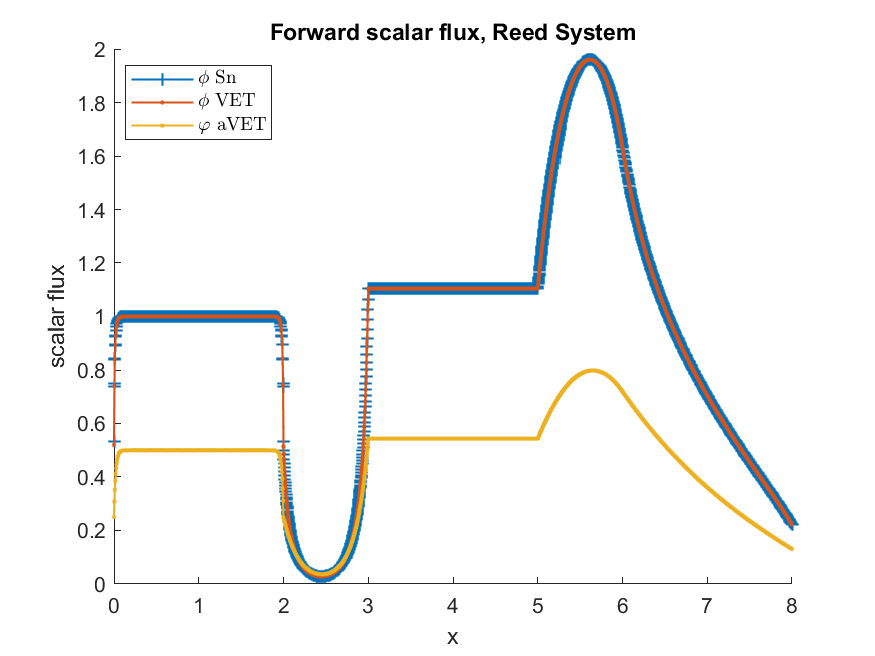 Forward scalar flux, Reed System
2
1.8
1.6
1.4
1.2
1
0.8
0.6
0.4
0.2
0
scalar flux
ϕ Sn
ϕ VET
φ aVET
0 1 2 3 4 5 6 7 8
x